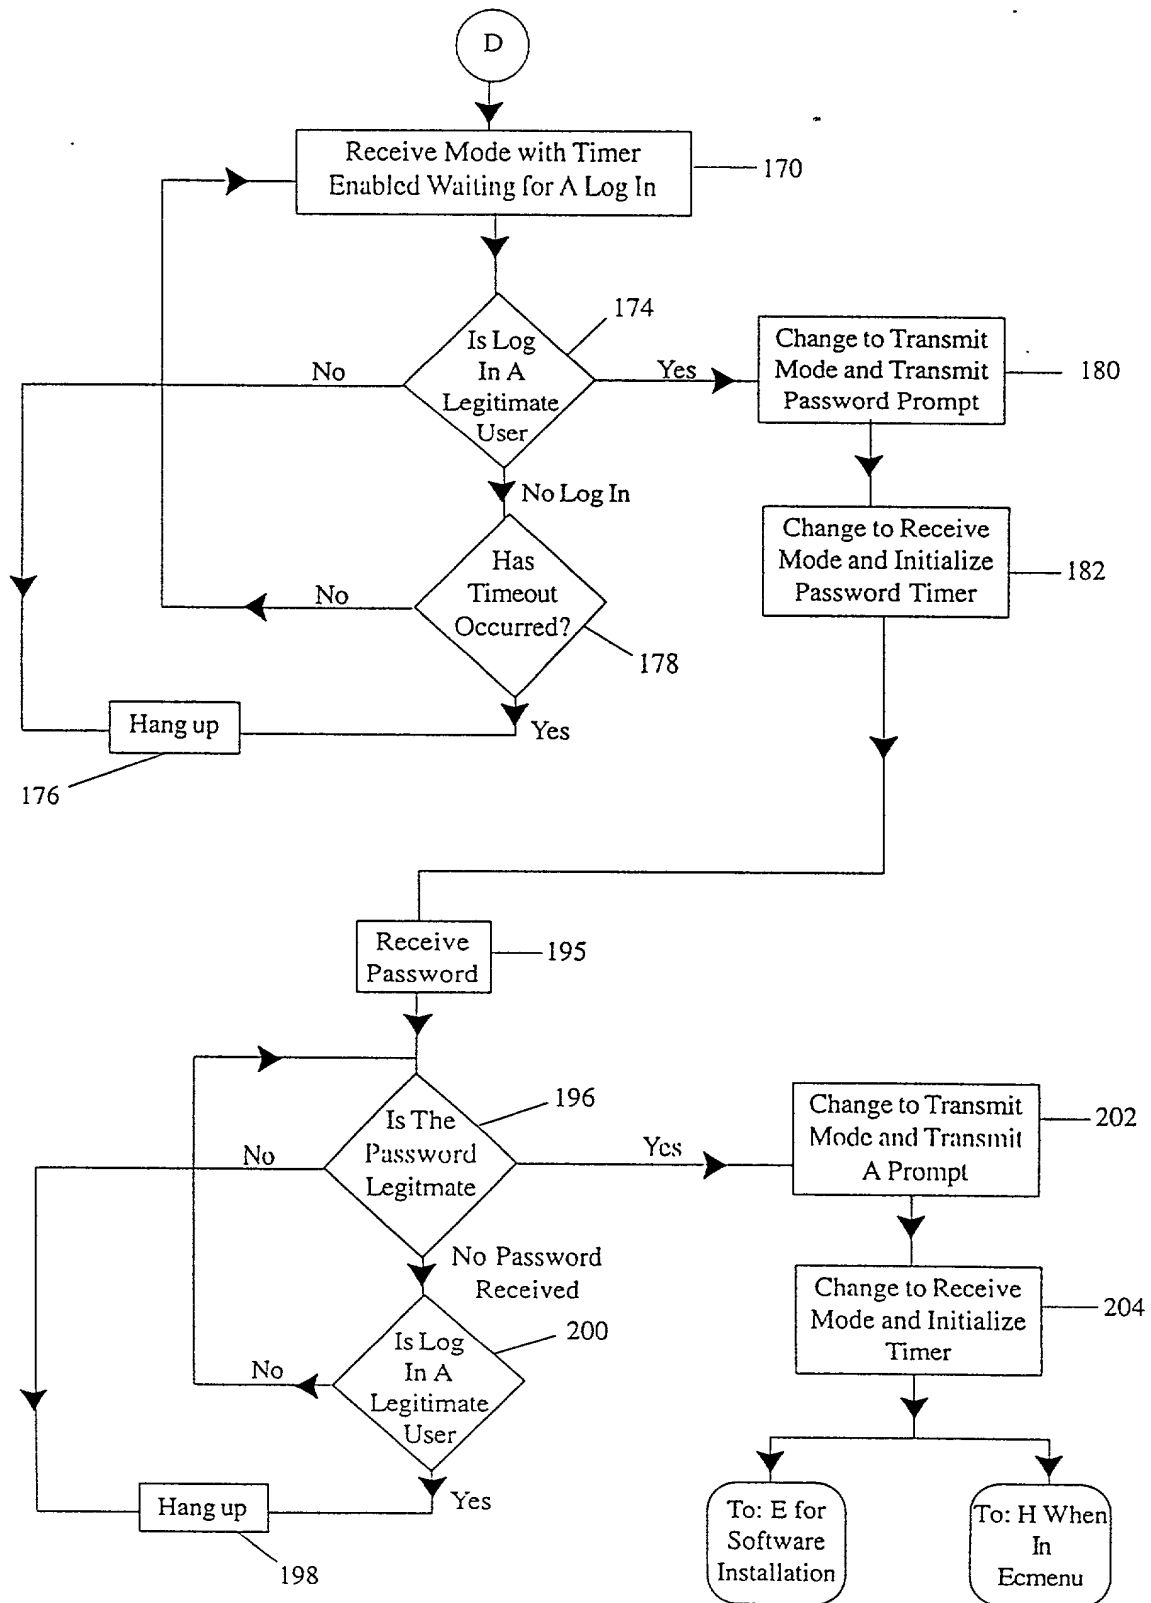 D
Receive Mode with Timer
Enabled Waiting for A Log In
170
174
Is Log
In A
Legitimate
User
No
Yes
Change to Transmit
Mode and Transmit
Password Prompt
180
No Log In
Change to Receive
Mode and Initialize
Password Timer
182
Has
Timeout
Occurred?
No
178
Hang up
Yes
176
Receive
Password
195
196
Is The
Password
Legitmate
No
Yes
Change to Transmit
Mode and Transmit
A Prompt
202
No Password
Received
Change to Receive
Mode and Initialize
Timer
204
200
Is Log
In A
Legitimate
User
No
Hang up
Yes
198
To: E for
Software
Installation
To: H When
In
Ecmenu